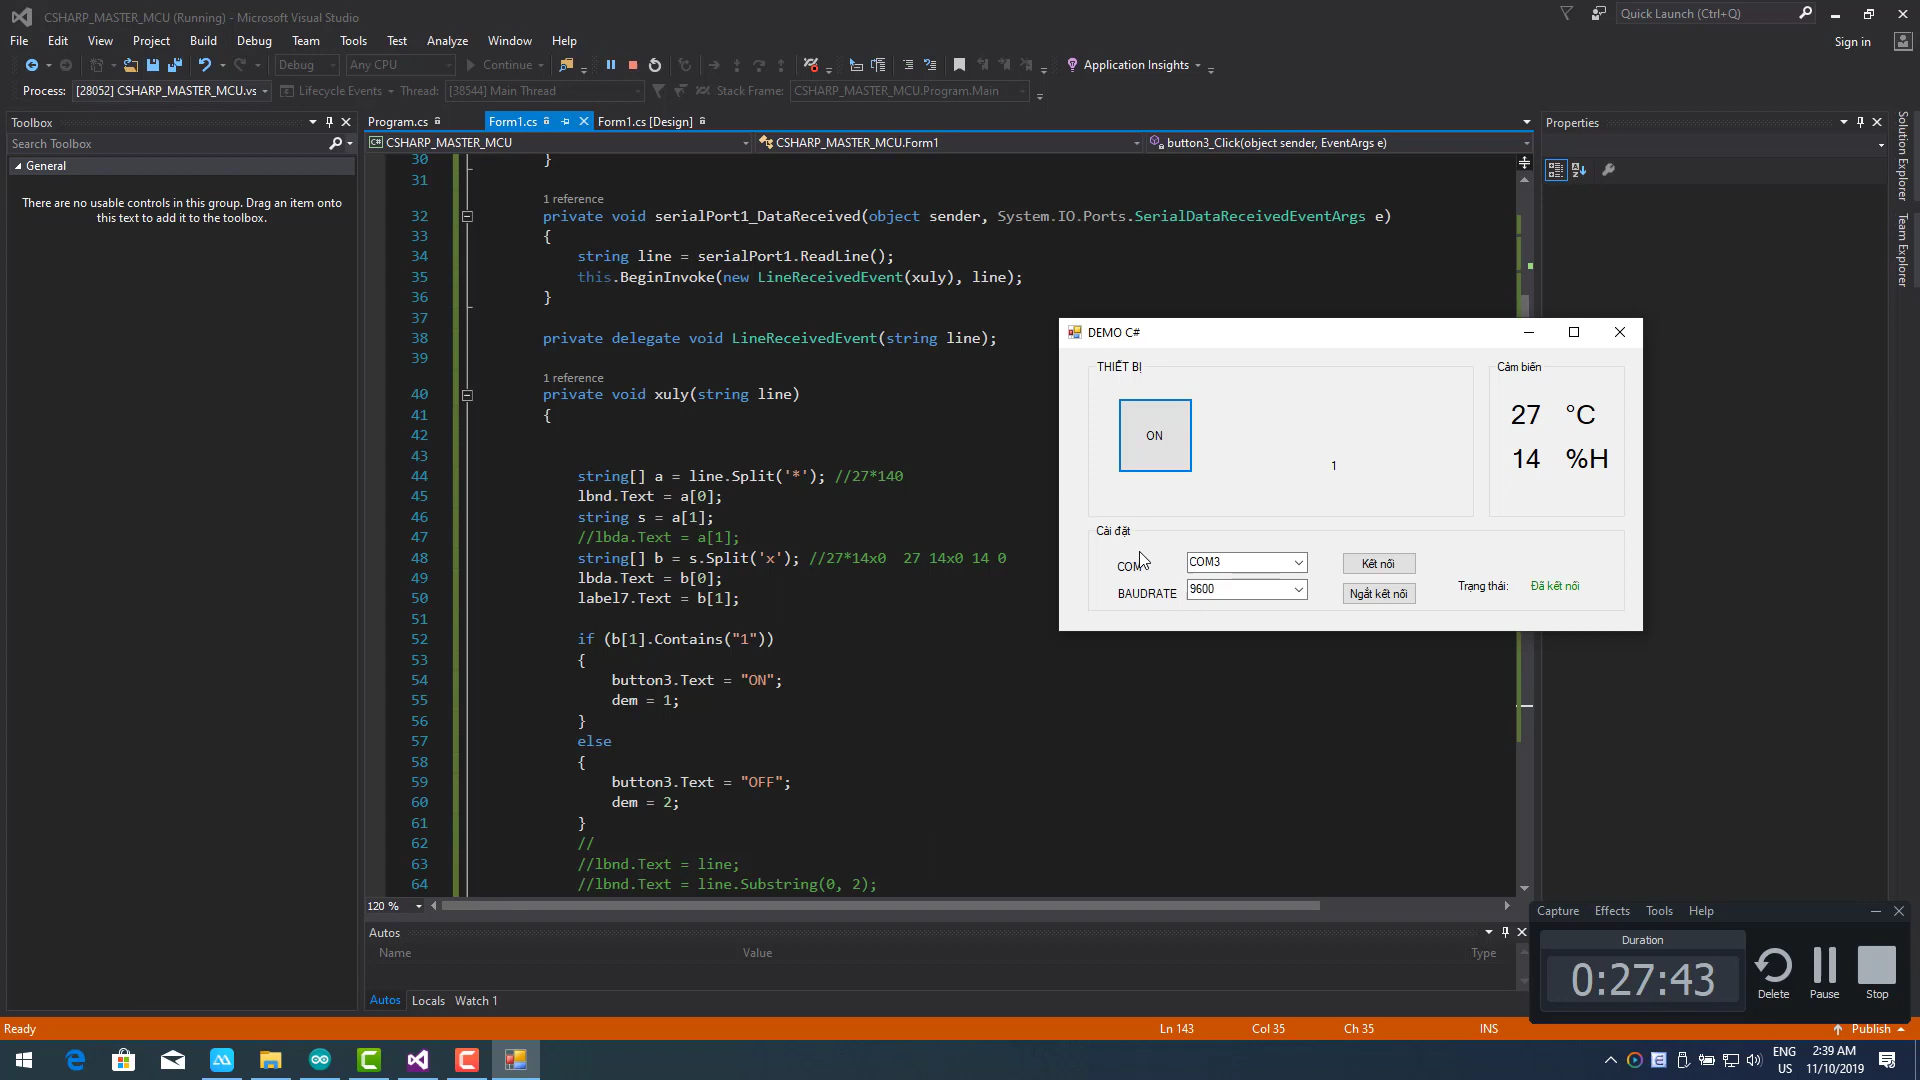 CSHARP_MASTER_MCU (Running) - Microsoft Visual Studio
Quick Launch (Ctrl+Q)
File Edit View Project Build Debug Team Tools Test Analyze Window Help
Sign in
Debug Any CPU Continue Application Insights
Process: [28052] CSHARP_MASTER_MCU.vs Lifecycle Events Thread: [38544] Main Thread Stack Frame: CSHARP_MASTER_MCU.Program.Main
Toolbox
Search Toolbox
General
There are no usable controls in this group. Drag an item onto
this text to add it to the toolbox.
Program.cs Form1.cs Form1.cs [Design]
C# CSHARP_MASTER_MCU CSHARP_MASTER_MCU.Form1 button3_Click(object sender, EventArgs e)
30 }
31
1 reference
32 private void serialPort1_DataReceived(object sender, System.IO.Ports.SerialDataReceivedEventArgs e)
33 {
34 string line = serialPort1.ReadLine();
35 this.BeginInvoke(new LineReceivedEvent(xuly), line);
36 }
37
38 private delegate void LineReceivedEvent(string line);
39
1 reference
40 private void xuly(string line)
41 {
42
43
44 string[] a = line.Split('*'); //27*140
45 lbnd.Text = a[0];
46 string s = a[1];
47 //lbda.Text = a[1];
48 string[] b = s.Split('x'); //27*14x0  27 14x0 14 0
49 lbda.Text = b[0];
50 label7.Text = b[1];
51
52 if (b[1].Contains("1"))
53 {
54 button3.Text = "ON";
55 dem = 1;
56 }
57 else
58 {
59 button3.Text = "OFF";
60 dem = 2;
61 }
62 //
63 //lbnd.Text = line;
64 //lbnd.Text = line.Substring(0, 2);
120 %
Autos
Name Value Type
Autos Locals Watch 1
Ready Ln 143 Col 35 Ch 35 INS Publish
Properties
Solution Explorer
Team Explorer
DEMO C#
THIẾT BỊ
ON
1
Cảm biến
27 °C
14 %H
Cài đặt
COM COM3 Kết nối
BAUDRATE 9600 Ngắt kết nối
Trạng thái: Đã kết nối
Capture Effects Tools Help
Duration
0:27:43
Delete Pause Stop
ENG
US
2:39 AM
11/10/2019